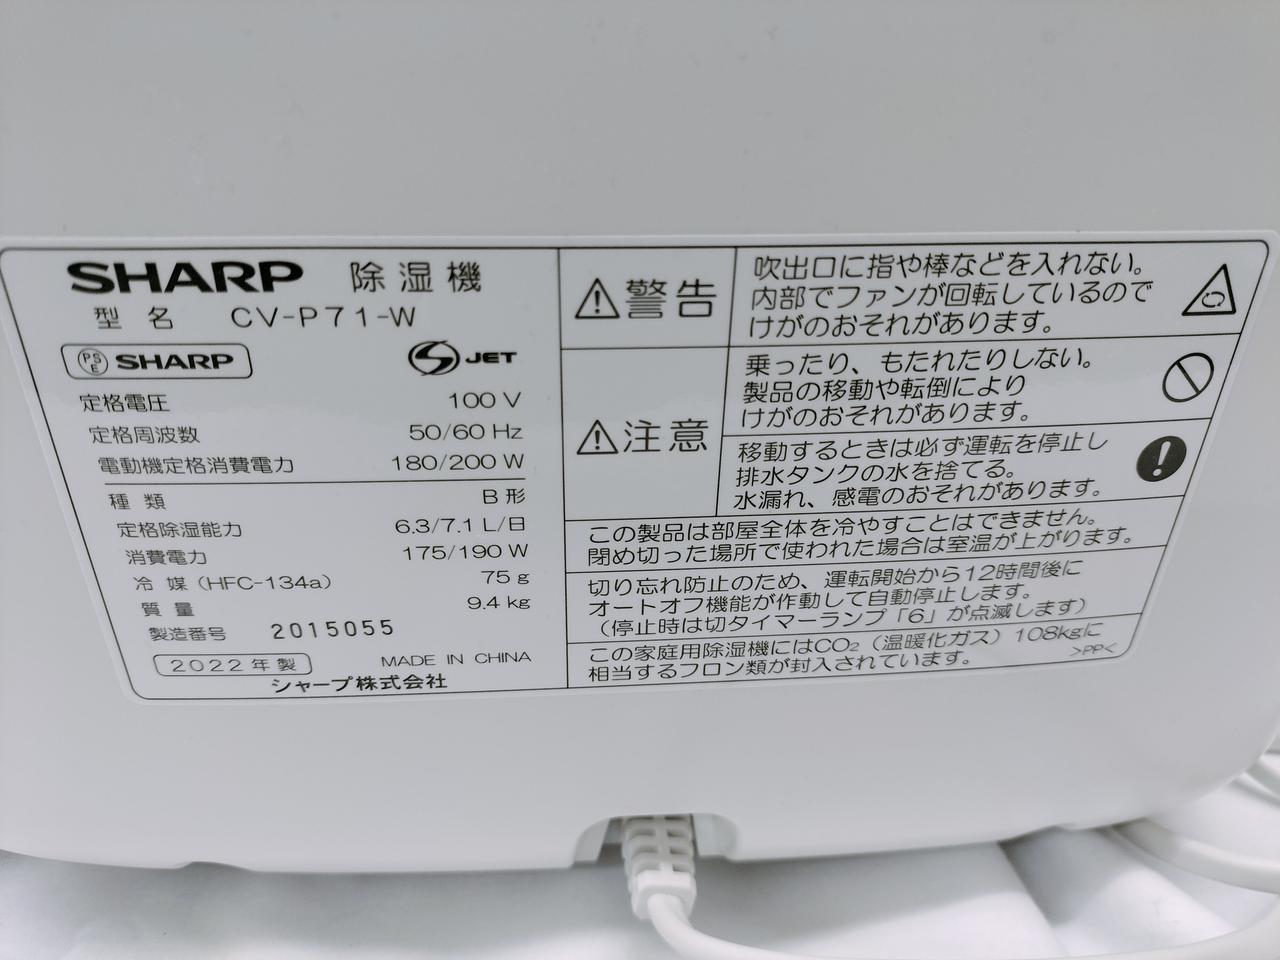 SHARP 除湿機
型名 CV-P71-W
PSE SHARP S JET
定格電圧 100 V
定格周波数 50/60 Hz
電動機定格消費電力 180/200 W
種類 B形
定格除湿能力 6.3/7.1 L/日
消費電力 175/190 W
冷媒(HFC-134a) 75 g
質量 9.4 kg
製造番号 2015055
2022年製 MADE IN CHINA
シャープ株式会社
警告
吹出口に指や棒などを入れない。
内部でファンが回転しているので
けがのおそれがあります。
注意
乗ったり、もたれたりしない。
製品の移動や転倒により
けがのおそれがあります。
移動するときは必ず運転を停止し
排水タンクの水を捨てる。
水漏れ、感電のおそれがあります。
この製品は部屋全体を冷やすことはできません。
閉め切った場所で使われた場合は室温が上がります。
切り忘れ防止のため、運転開始から12時間後に
オートオフ機能が作動して自動停止します。
(停止時は切タイマーランプ「6」が点滅します)
この家庭用除湿機にはCO₂(温暖化ガス)108kgに
相当するフロン類が封入されています。
>PP<